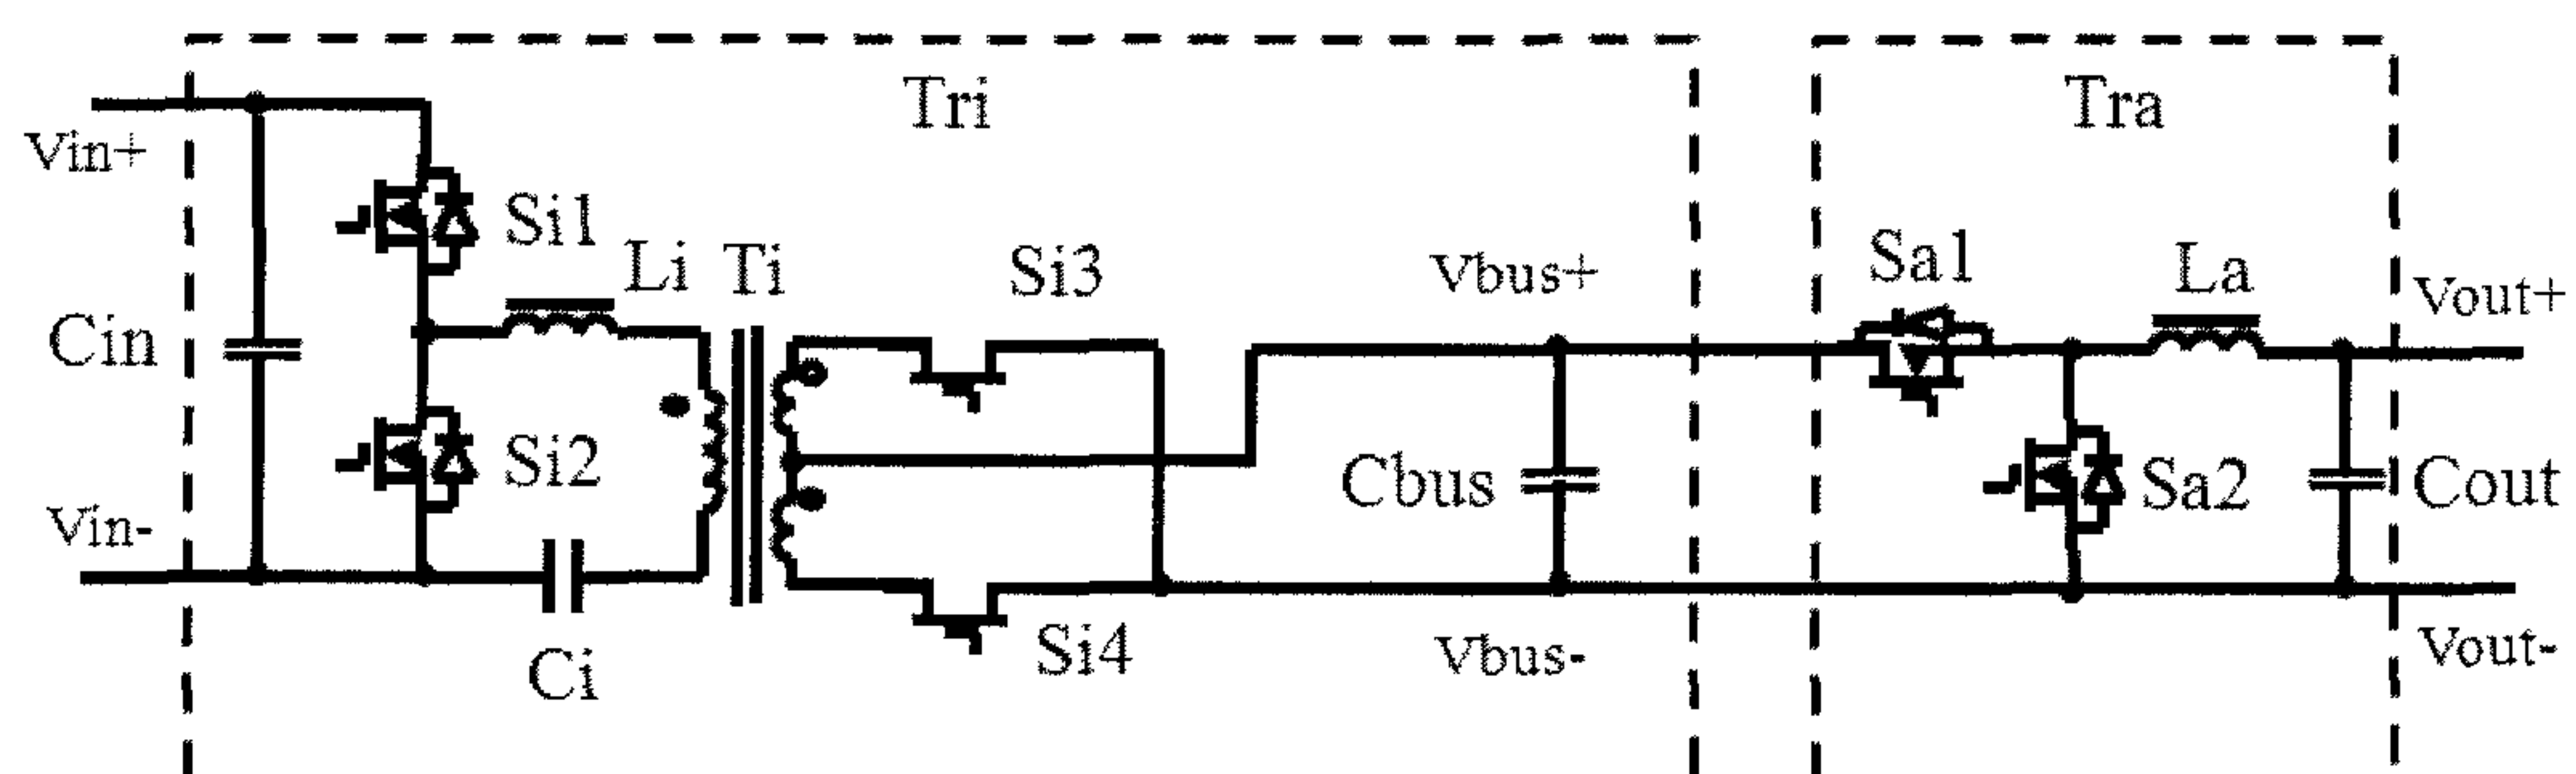 Tri
Tra
Vin+
Si1
Li
Ti
Si3
Vbus+
Sa1
La
Vout+
Cin
Si2
Cbus
Sa2
Cout
Vin-
Ci
Si4
Vbus-
Vout-